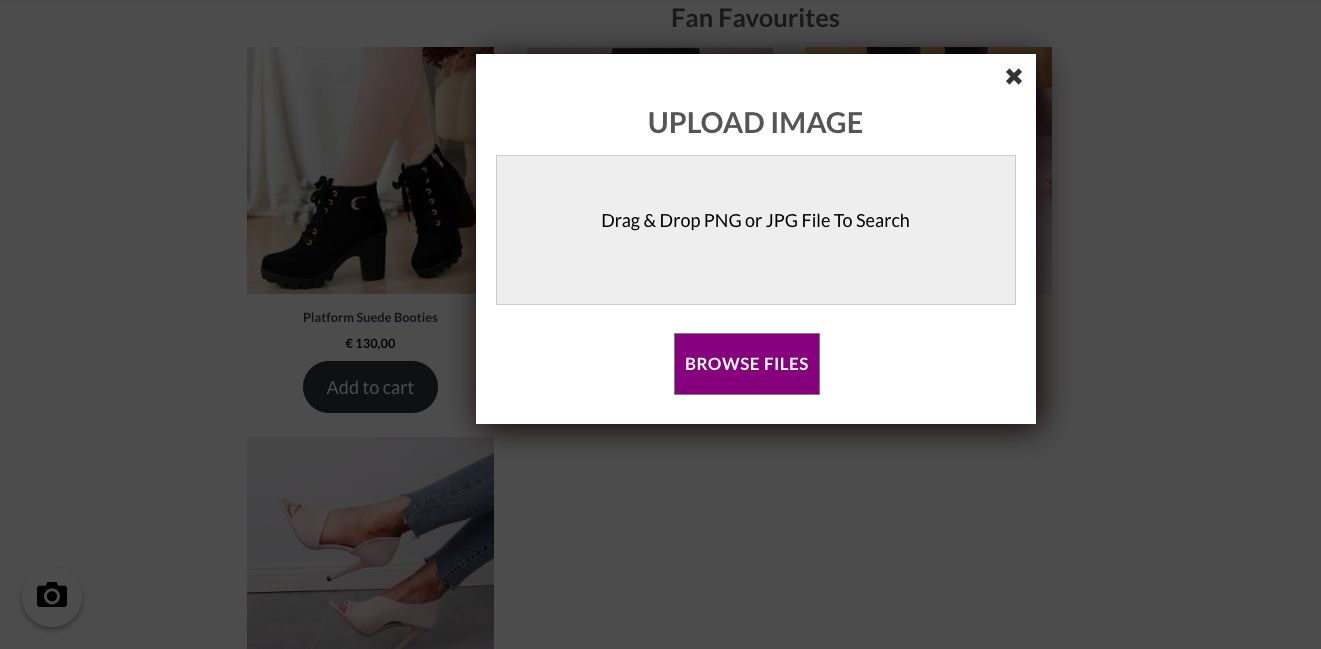 Fan Favourites
UPLOAD IMAGE
Drag & Drop PNG or JPG File To Search
BROWSE FILES
Platform Suede Booties
€ 130,00
Add to cart